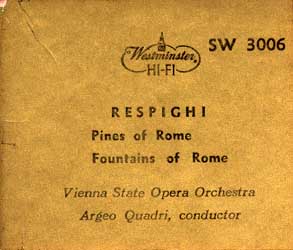 SW 3006
Westminster
HI-FI
RESPIGHI
Pines of Rome
Fountains of Rome
Vienna State Opera Orchestra
Argeo Quadri, conductor